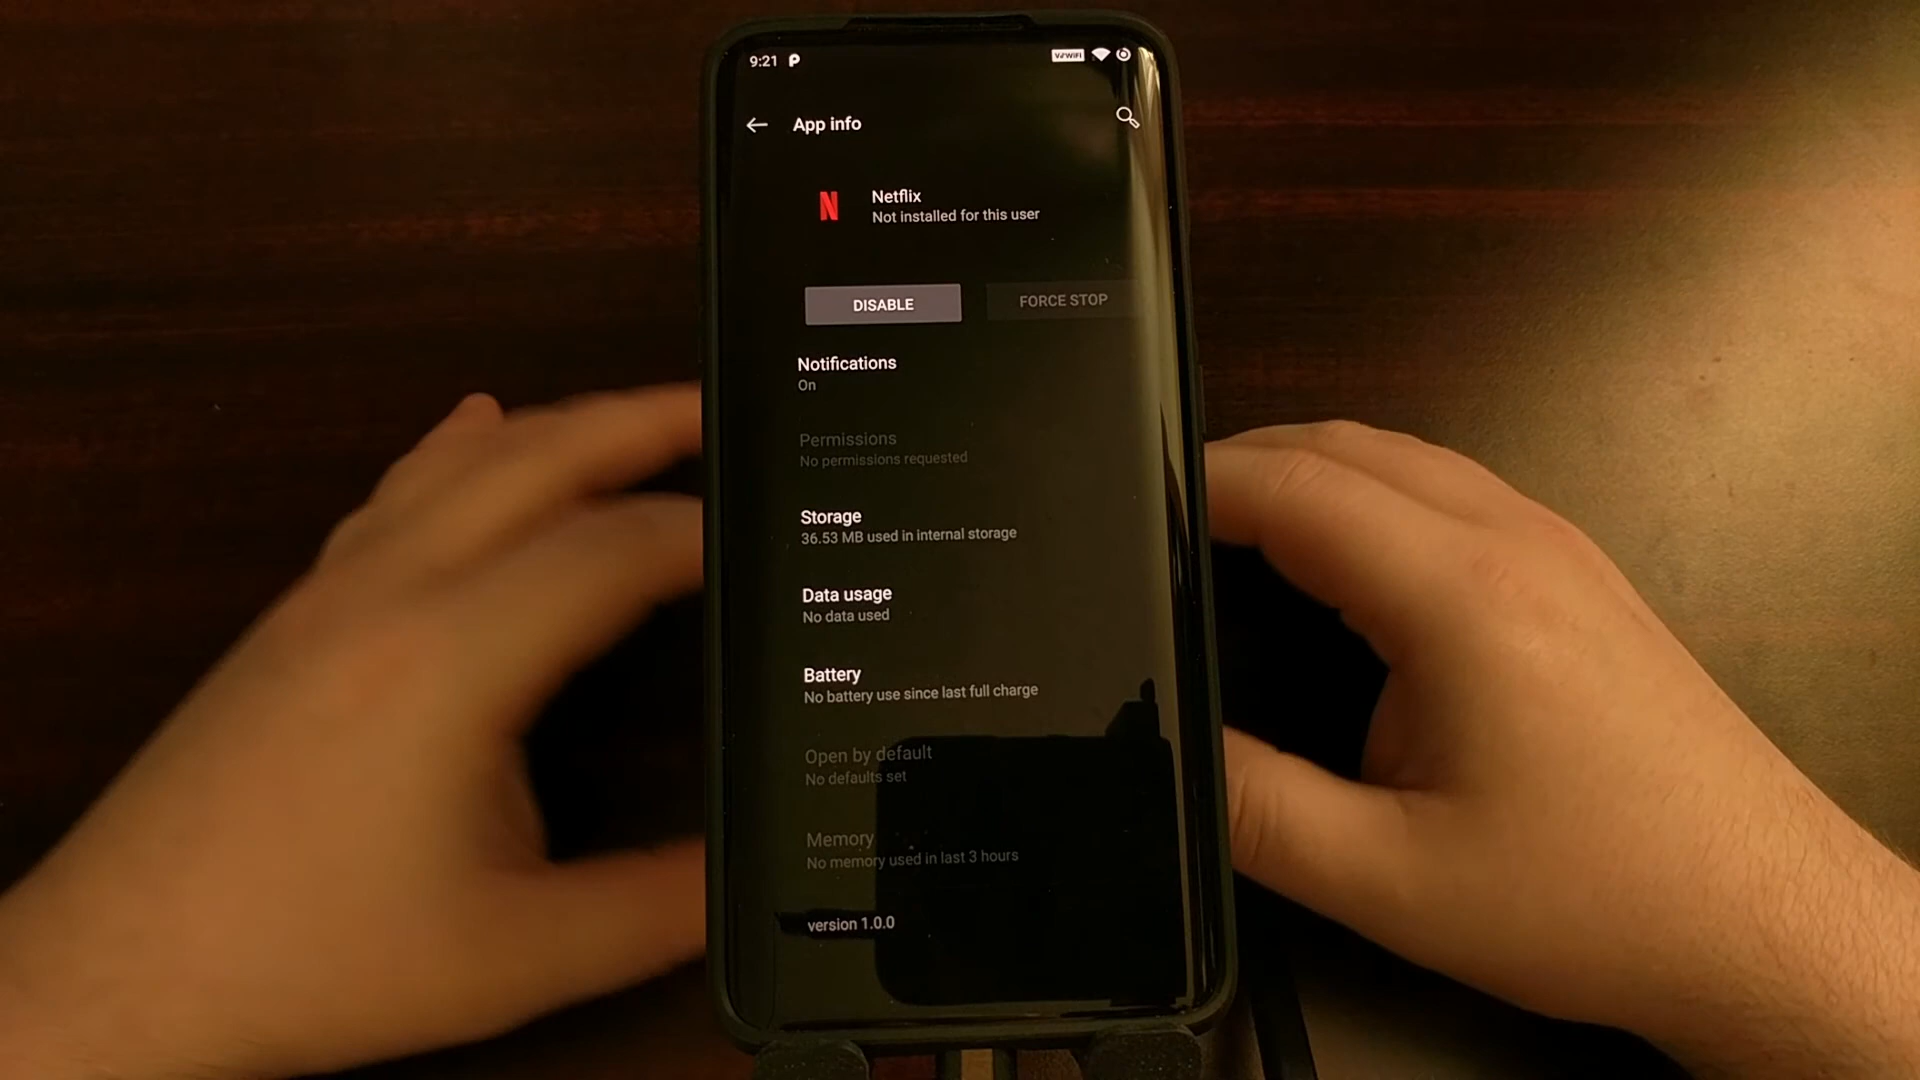 9:21
VoWiFi
App info
N
Netflix
Not installed for this user
DISABLE
FORCE STOP
Notifications
On
Permissions
No permissions requested
Storage
36.53 MB used in internal storage
Data usage
No data used
Battery
No battery use since last full charge
Open by default
No defaults set
Memory
No memory used in last 3 hours
version 1.0.0